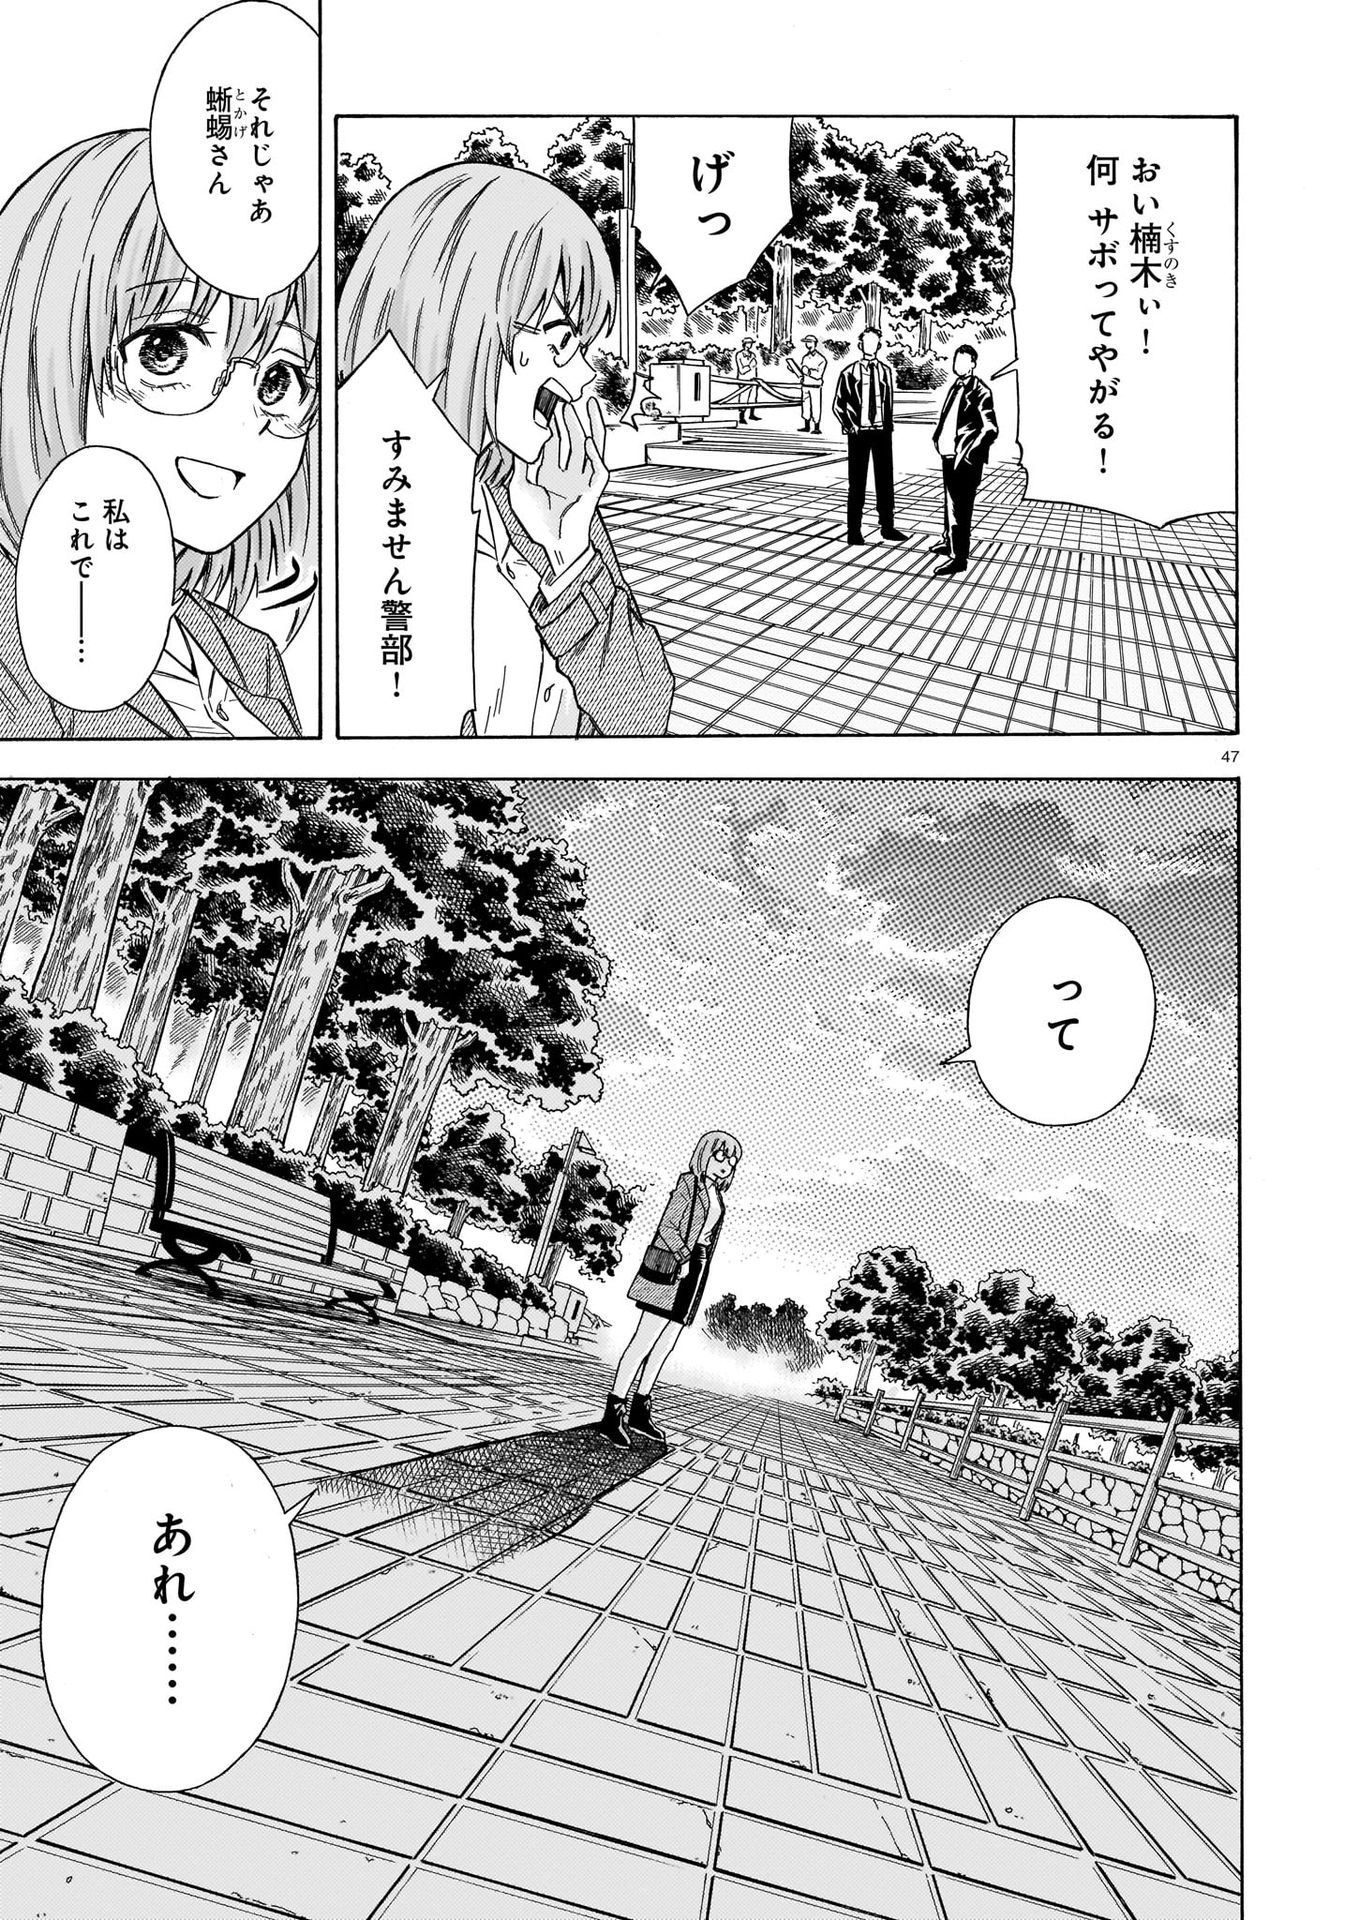 おい楠木ぃ！
くすのき
何 サボってやがる！
げっ
すみません警部！
それじゃあ
蜥蜴さん
とかげ
私は
これで――……
47
って
あれ……